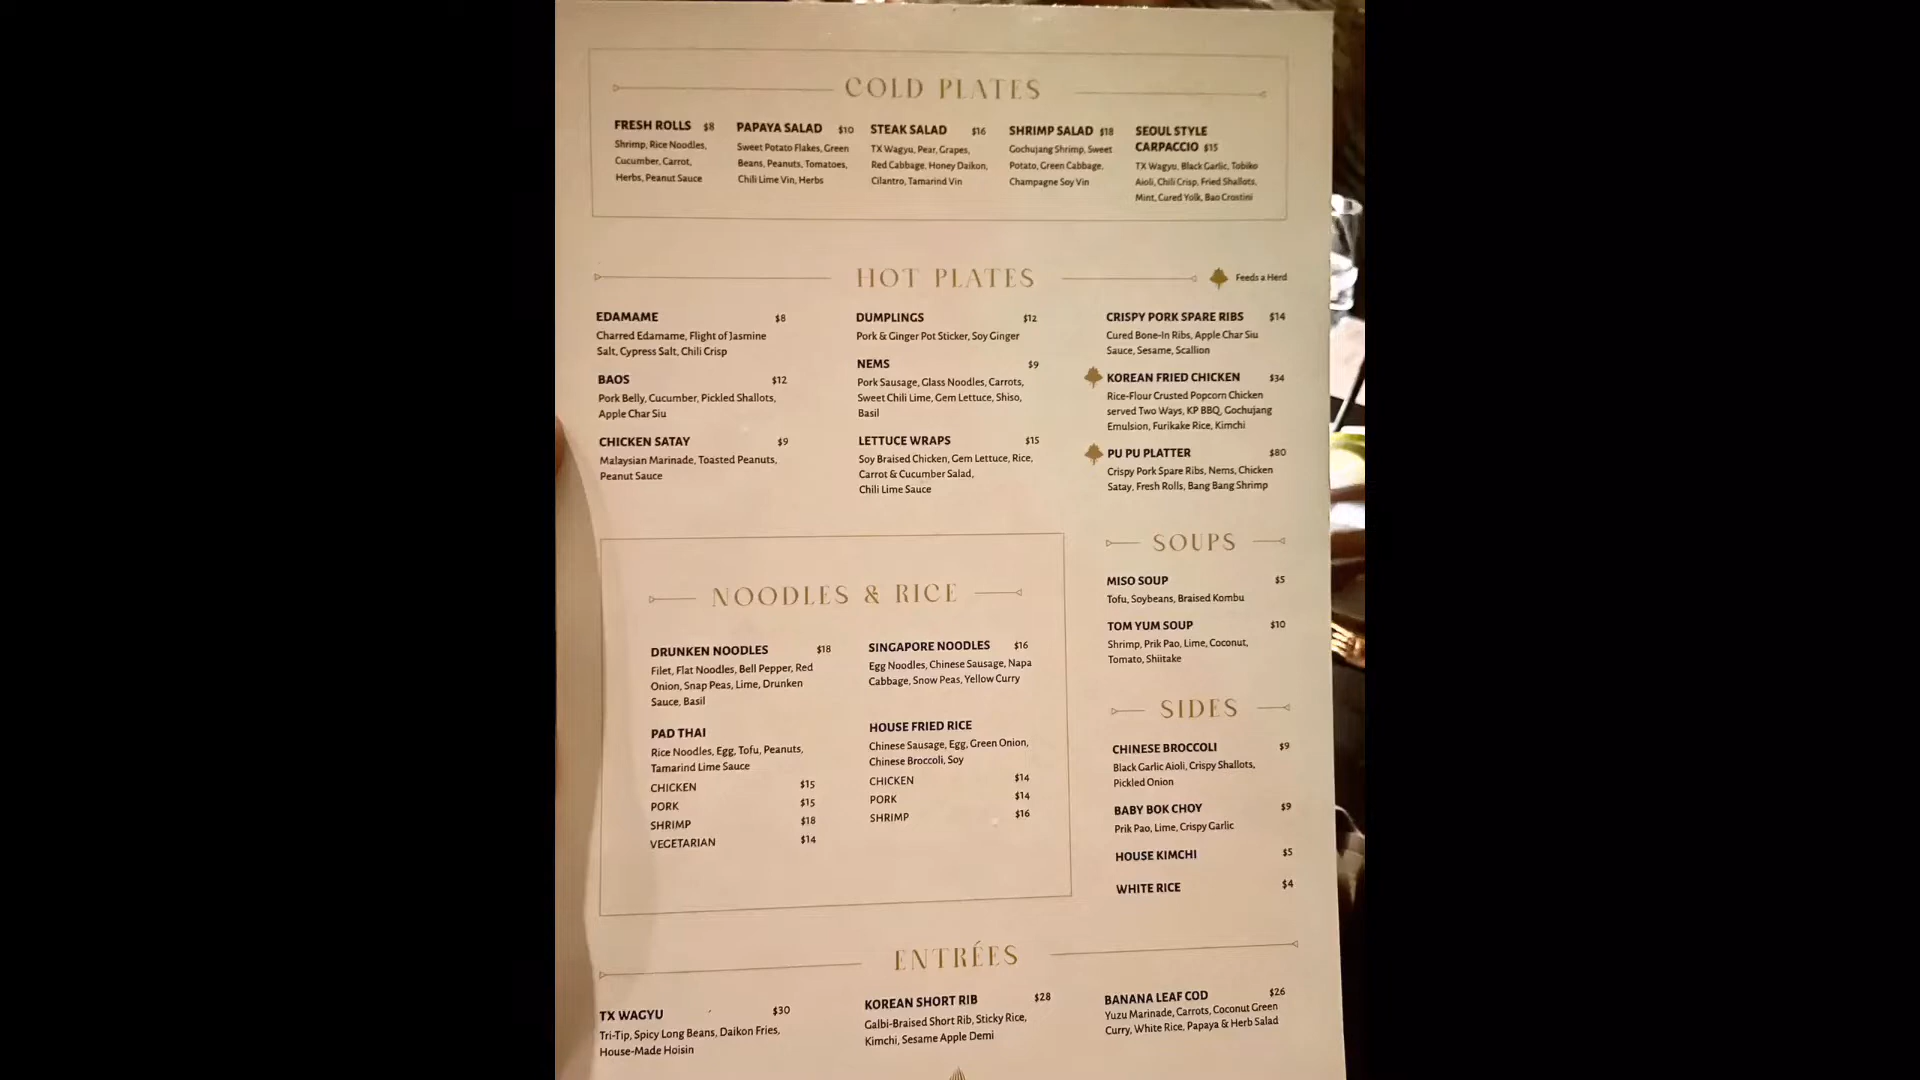 COLD PLATES
FRESH ROLLS $8
Shrimp, Rice Noodles,
Cucumber, Carrot,
Herbs, Peanut Sauce
PAPAYA SALAD $10
Sweet Potato Flakes, Green
Beans, Peanuts, Tomatoes,
Chili Lime Vin, Herbs
STEAK SALAD $16
TX Wagyu, Pear, Grapes,
Red Cabbage, Honey Daikon,
Cilantro, Tamarind Vin
SHRIMP SALAD $18
Gochujang Shrimp, Sweet
Potato, Green Cabbage,
Champagne Soy Vin
SEOUL STYLE
CARPACCIO $15
TX Wagyu, Black Garlic, Tobiko
Aioli, Chili Crisp, Fried Shallots,
Mint, Cured Yolk, Bao Crostini
HOT PLATES
Feeds a Herd
EDAMAME $8
Charred Edamame, Flight of Jasmine
Salt, Cypress Salt, Chili Crisp
BAOS $12
Pork Belly, Cucumber, Pickled Shallots,
Apple Char Siu
CHICKEN SATAY $9
Malaysian Marinade, Toasted Peanuts,
Peanut Sauce
DUMPLINGS $12
Pork & Ginger Pot Sticker, Soy Ginger
NEMS $9
Pork Sausage, Glass Noodles, Carrots,
Sweet Chili Lime, Gem Lettuce, Shiso,
Basil
LETTUCE WRAPS $15
Soy Braised Chicken, Gem Lettuce, Rice,
Carrot & Cucumber Salad,
Chili Lime Sauce
CRISPY PORK SPARE RIBS $14
Cured Bone-In Ribs, Apple Char Siu
Sauce, Sesame, Scallion
KOREAN FRIED CHICKEN $34
Rice-Flour Crusted Popcorn Chicken
served Two Ways, KP BBQ, Gochujang
Emulsion, Furikake Rice, Kimchi
PU PU PLATTER $80
Crispy Pork Spare Ribs, Nems, Chicken
Satay, Fresh Rolls, Bang Bang Shrimp
NOODLES & RICE
DRUNKEN NOODLES $18
Filet, Flat Noodles, Bell Pepper, Red
Onion, Snap Peas, Lime, Drunken
Sauce, Basil
PAD THAI
Rice Noodles, Egg, Tofu, Peanuts,
Tamarind Lime Sauce
CHICKEN $15
PORK $15
SHRIMP $18
VEGETARIAN $14
SINGAPORE NOODLES $16
Egg Noodles, Chinese Sausage, Napa
Cabbage, Snow Peas, Yellow Curry
HOUSE FRIED RICE
Chinese Sausage, Egg, Green Onion,
Chinese Broccoli, Soy
CHICKEN $14
PORK $14
SHRIMP $16
SOUPS
MISO SOUP $5
Tofu, Soybeans, Braised Kombu
TOM YUM SOUP $10
Shrimp, Prik Pao, Lime, Coconut,
Tomato, Shiitake
SIDES
CHINESE BROCCOLI $9
Black Garlic Aioli, Crispy Shallots,
Pickled Onion
BABY BOK CHOY $9
Prik Pao, Lime, Crispy Garlic
HOUSE KIMCHI $5
WHITE RICE $4
ENTRÉES
TX WAGYU $30
Tri-Tip, Spicy Long Beans, Daikon Fries,
House-Made Hoisin
KOREAN SHORT RIB $28
Galbi-Braised Short Rib, Sticky Rice,
Kimchi, Sesame Apple Demi
BANANA LEAF COD $26
Yuzu Marinade, Carrots, Coconut Green
Curry, White Rice, Papaya & Herb Salad